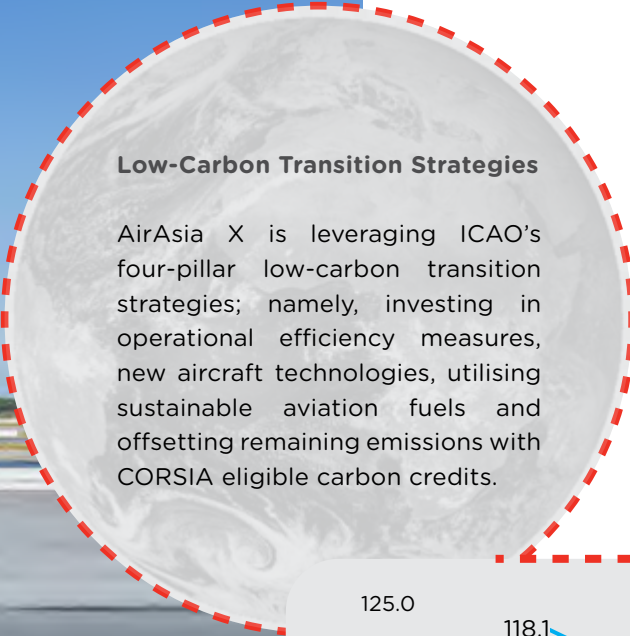 Low-Carbon Transition Strategies
AirAsia X is leveraging ICAO’s
four-pillar low-carbon transition
strategies; namely, investing in
operational efficiency measures,
new aircraft technologies, utilising
sustainable aviation fuels and
offsetting remaining emissions with
CORSIA eligible carbon credits.
125.0
118.1